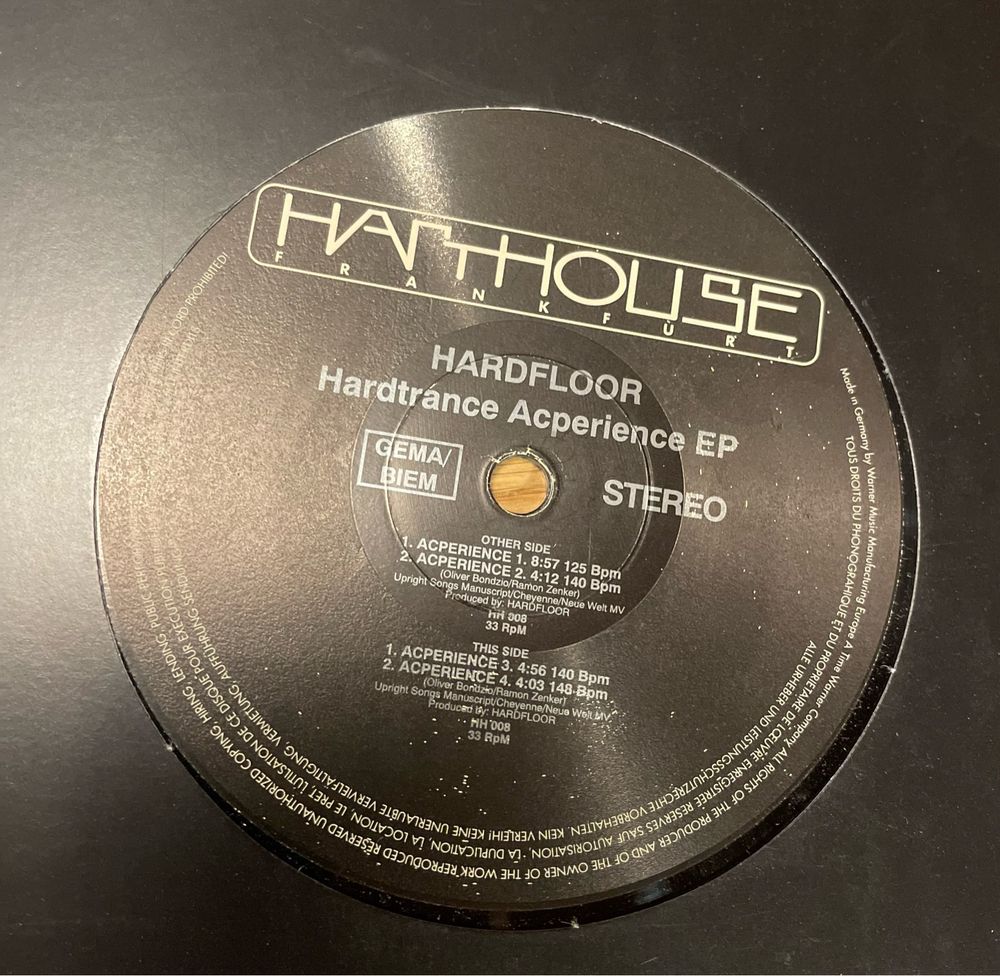 HARTHOUSE
FRANKFURT
HARDFLOOR
Hardtrance Acperience EP
GEMA/
BIEM
STEREO
OTHER SIDE
1. ACPERIENCE 1. 8:57 125 Bpm
2. ACPERIENCE 2. 4:12 140 Bpm
(Oliver Bondzio/Ramon Zenker)
Upright Songs Manuscript/Cheyenne/Neue Welt MV
Produced by: HARDFLOOR
HH 008
33 RpM
THIS SIDE
1. ACPERIENCE 3. 4:56 140 Bpm
2. ACPERIENCE 4. 4:03 148 Bpm
(Oliver Bondzio/Ramon Zenker)
Upright Songs Manuscript/Cheyenne/Neue Welt MV
Produced by: HARDFLOOR
HH 008
33 RpM
Made in Germany by Warner Music Manufacturing Europe A Time Warner Company ALL RIGHTS OF THE PRODUCER AND OF THE OWNER OF THE WORK REPRODUCED RESERVED UNAUTHORIZED COPYING, HIRING, LENDING, PUBLIC PROHIBITED!
TOUS DROITS DU PHONOGRAPHIQUE ET DU PROPRIETAIRE DE L'ŒUVRE ENREGISTREE RESERVES SAUF AUTORISATION, LA DUPLICATION, LA LOCATION, LE PRET, L'UTILISATION DE CE DISQUE POUR EXECUTION
ALLE URHEBER UND LEISTUNGSSCHUTZRECHTE VORBEHALTEN. KEIN VERLEIH! KEINE UNERLAUBTE VERVIELFALTIGUNG, VERMIETUNG, AUFFUHRUNG, SENDUNG!